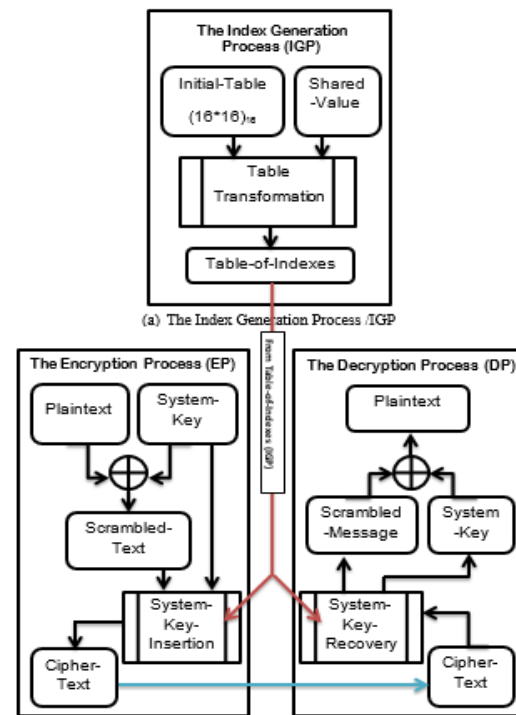 The Index Generation
Process (IGP)
Initial-Table
(16*16)₁₆
Shared
-Value
Table
Transformation
Table-of-Indexes
(a) The Index Generation Process /IGP
from Table-of-Indexes (IGP)
The Encryption Process (EP)
Plaintext
System-
Key
Scrambled-
Text
System-
Key-
Insertion
Cipher-
Text
The Decryption Process (DP)
Plaintext
Scrambled
-Message
System
-Key
System-
Key-
Recovery
Cipher-
Text